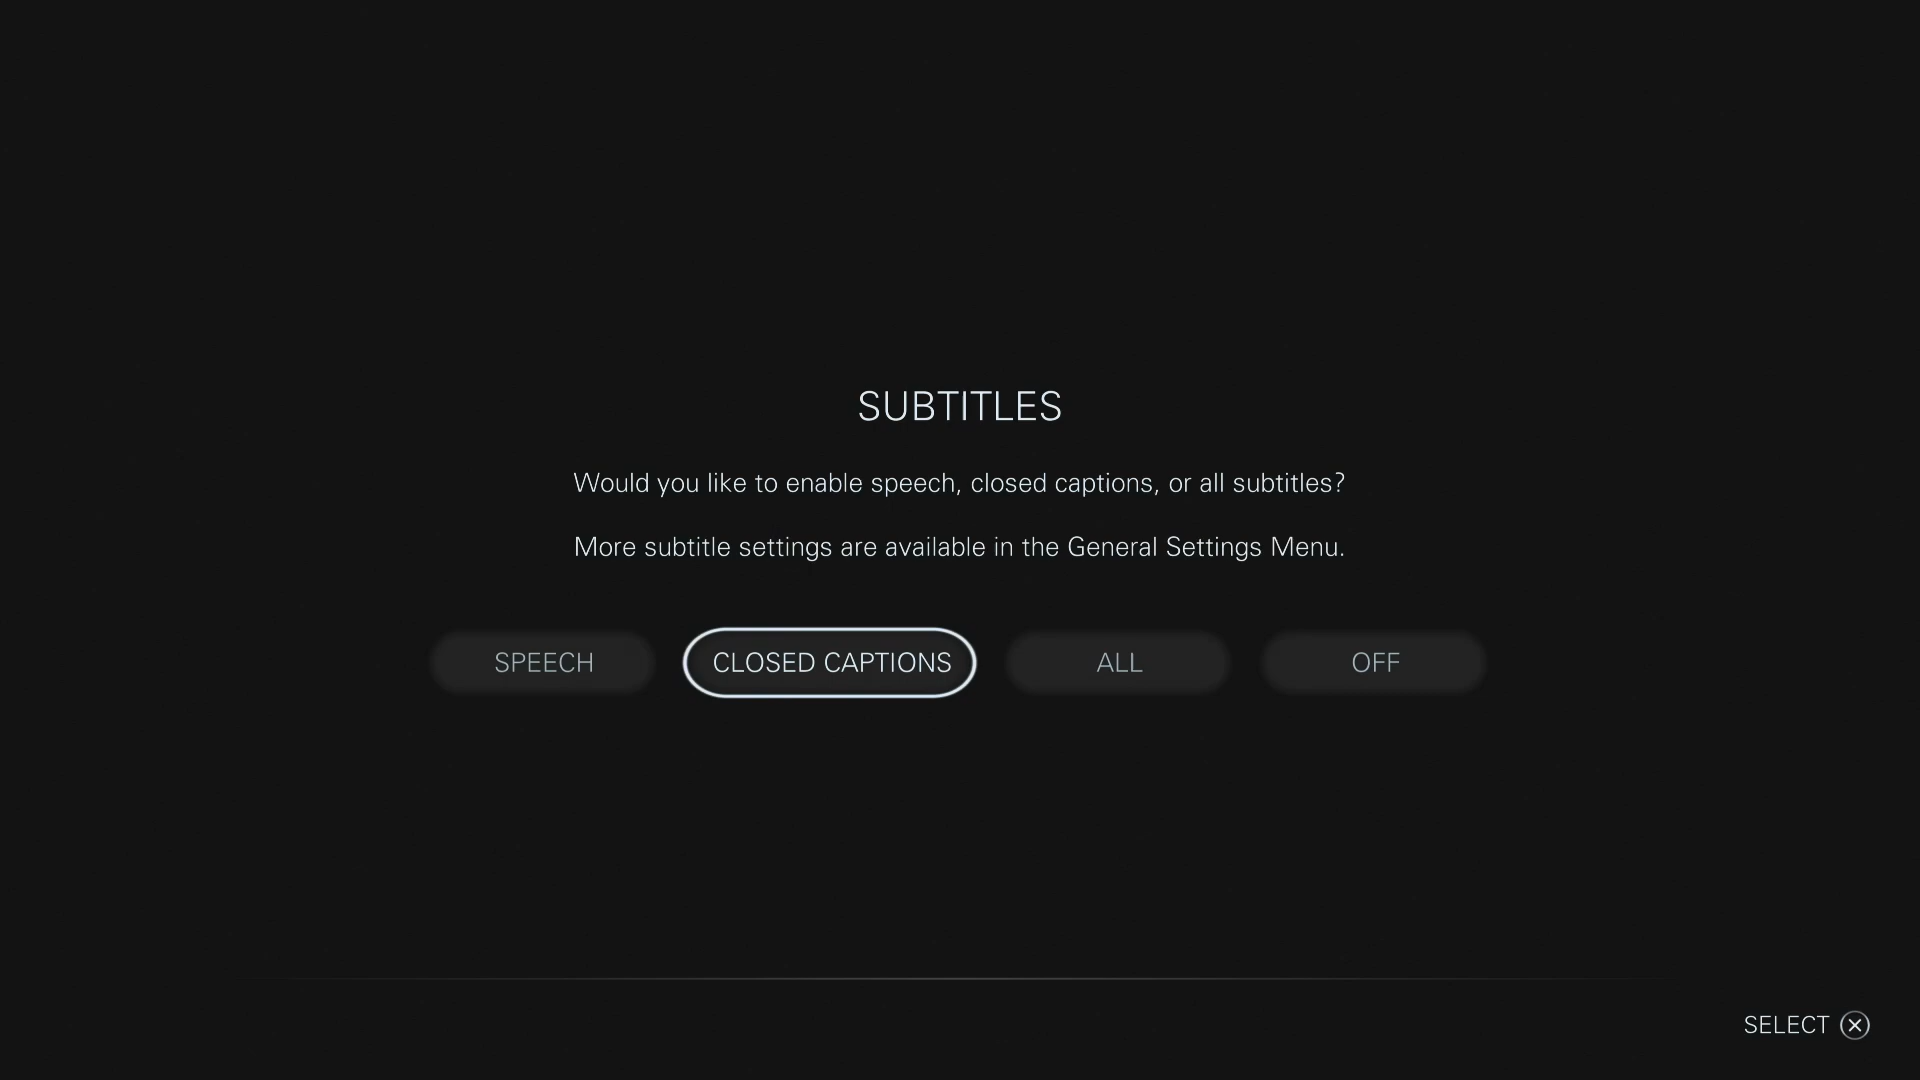 SUBTITLES
Would you like to enable speech, closed captions, or all subtitles?
More subtitle settings are available in the General Settings Menu.
SPEECH CLOSED CAPTIONS ALL OFF
SELECT